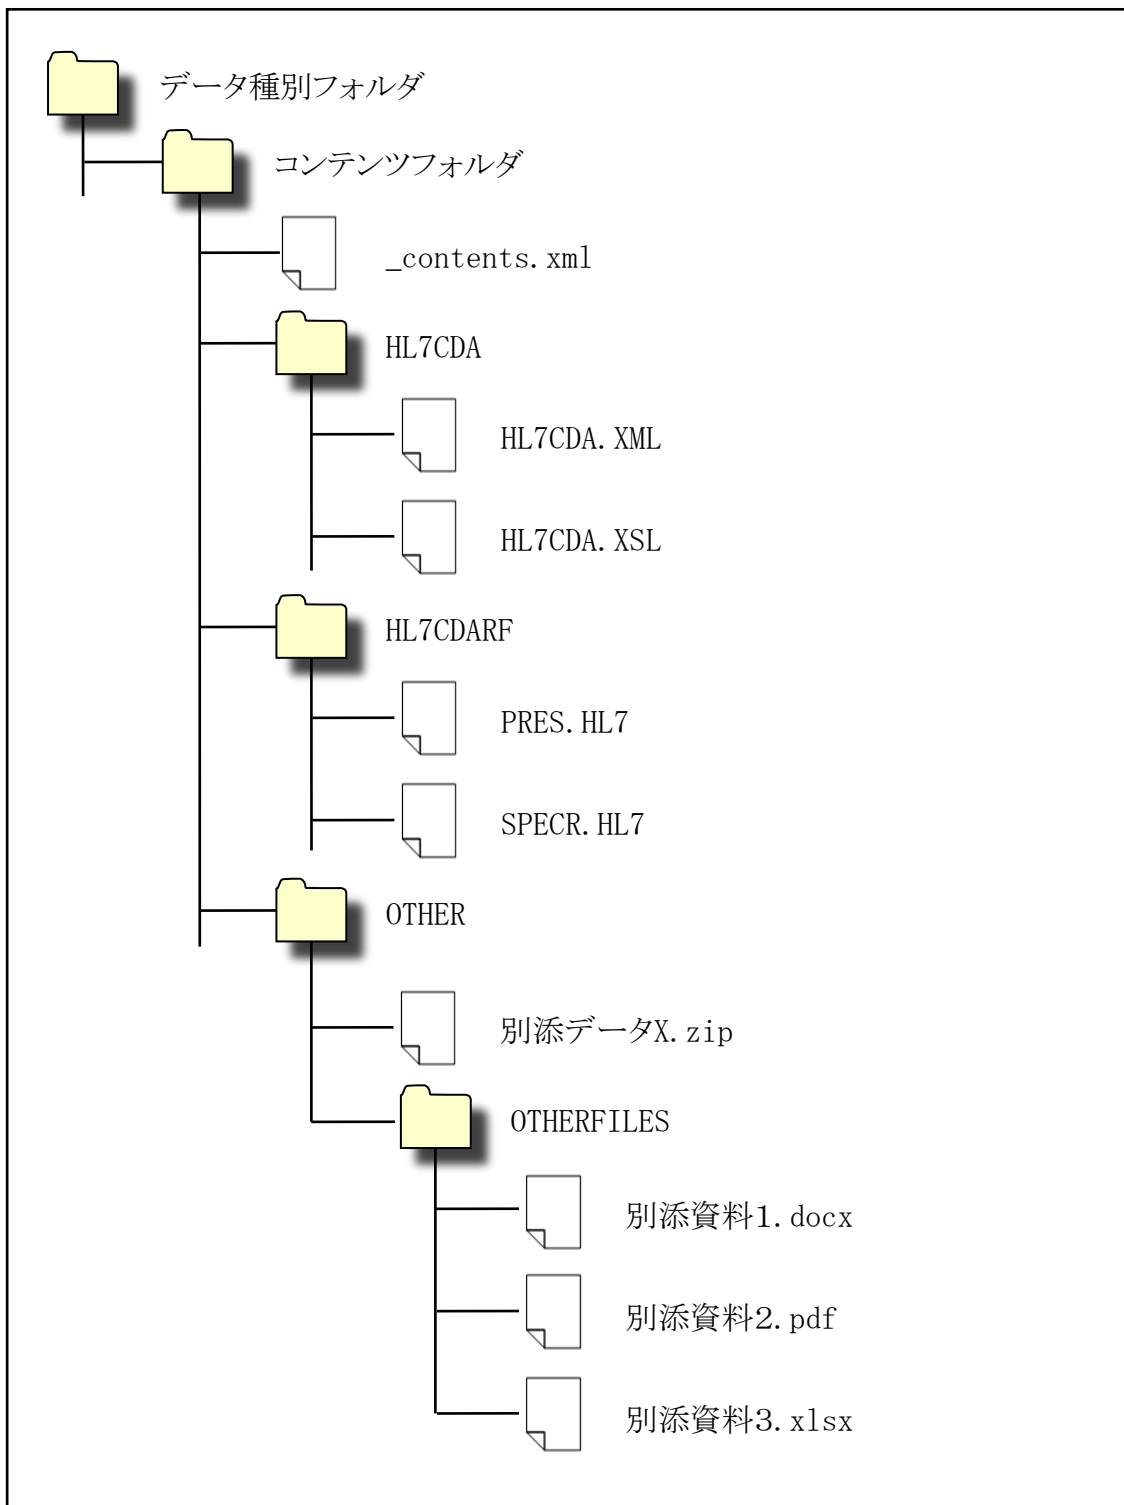 データ種別フォルダ
コンテンツフォルダ
_contents.xml
HL7CDA
HL7CDA.XML
HL7CDA.XSL
HL7CDARF
PRES.HL7
SPECR.HL7
OTHER
別添データX.zip
OTHERFILES
別添資料1.docx
別添資料2.pdf
別添資料3.xlsx